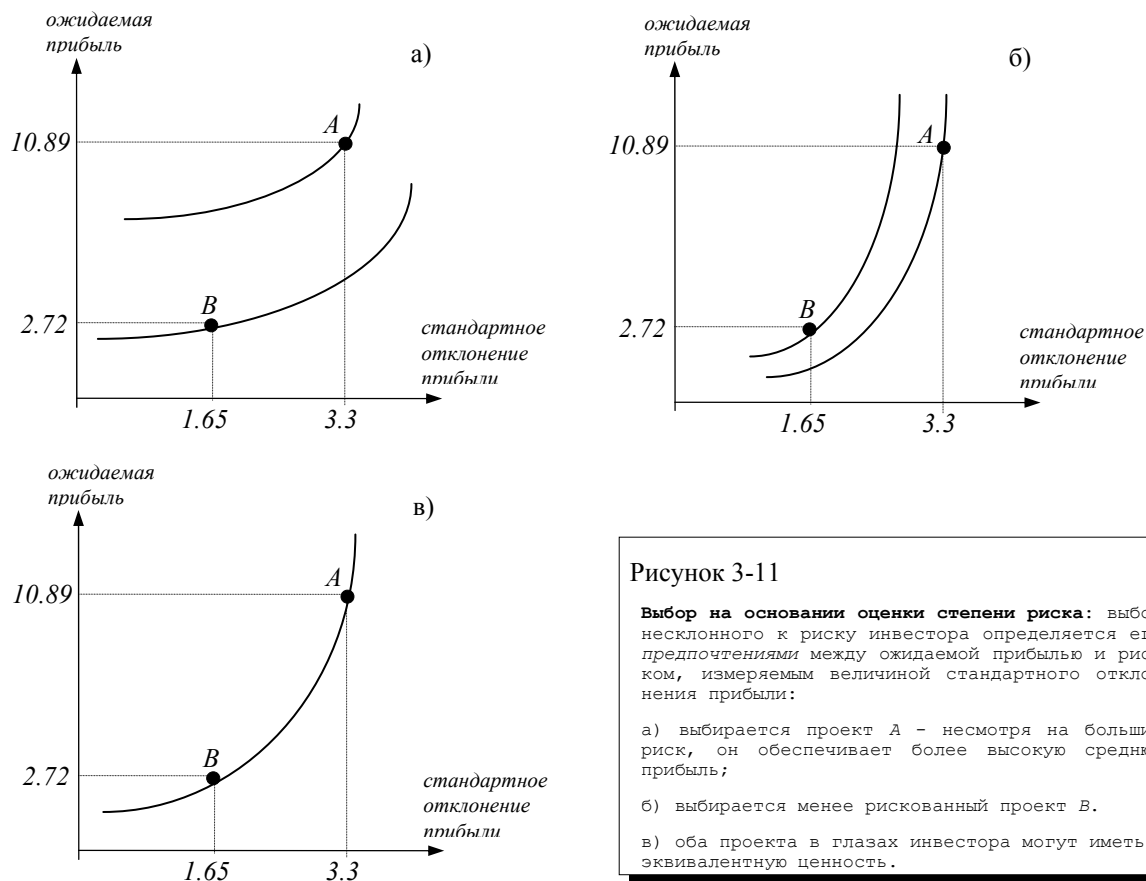 ожидаемая
прибыль
а)
10.89
A
B
2.72
стандартное
отклонение
прибыли
1.65
3.3
ожидаемая
прибыль
б)
10.89
A
B
2.72
стандартное
отклонение
прибыли
1.65
3.3
ожидаемая
прибыль
в)
10.89
A
B
2.72
стандартное
отклонение
прибыли
1.65
3.3
Рисунок 3-11
Выбор на основании оценки степени риска: выбо
несклонного к риску инвестора определяется ег
предпочтениями между ожидаемой прибылью и рис
ком, измеряемым величиной стандартного откло
нения прибыли:
а) выбирается проект A – несмотря на больши
риск, он обеспечивает более высокую средню
прибыль;
б) выбирается менее рискованный проект B.
в) оба проекта в глазах инвестора могут иметь
эквивалентную ценность.